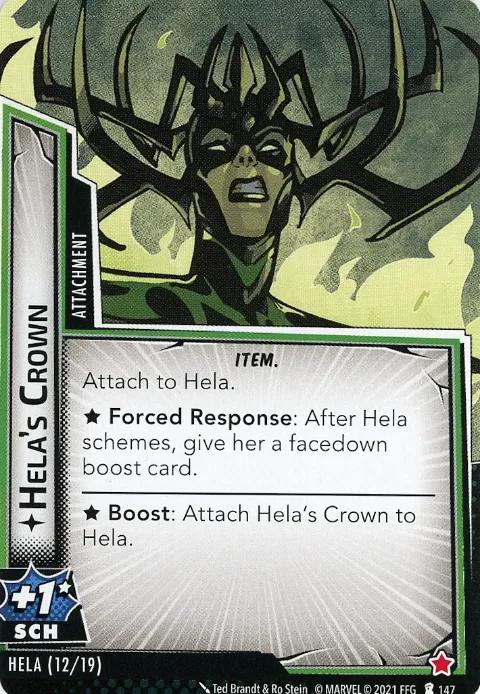 ATTACHMENT
HELA'S CROWN
ITEM.
Attach to Hela.
★ Forced Response: After Hela
schemes, give her a facedown
boost card.
★ Boost: Attach Hela's Crown to
Hela.
+1★
SCH
HELA (12/19)
Ted Brandt & Ro Stein © MARVEL © 2021 FFG 147